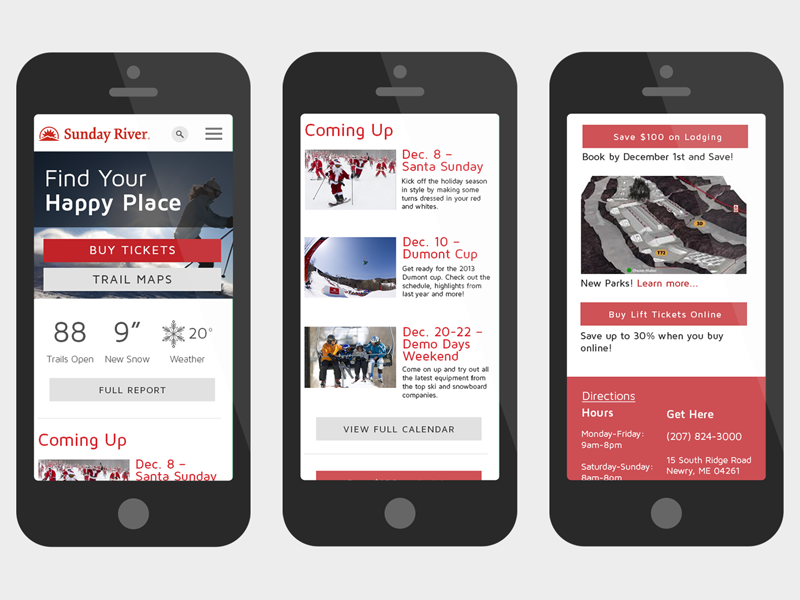 Sunday River.
Find Your
Happy Place
BUY TICKETS
TRAIL MAPS
88
9”
20°
Trails Open
New Snow
Weather
FULL REPORT
Coming Up
Dec. 8 –
Santa Sunday
Coming Up
Dec. 8 –
Santa Sunday
Kick off the holiday season
in style by making some
turns dressed in your red
and whites.
Dec. 10 –
Dumont Cup
Get ready for the 2013
Dumont cup. Check out the
schedule, highlights from
last year and more!
Dec. 20-22 –
Demo Days
Weekend
Come on up and try out all
the latest equipment from
the top ski and snowboard
companies.
VIEW FULL CALENDAR
Save $100 on Lodging
Book by December 1st and Save!
New Parks! Learn more...
Buy Lift Tickets Online
Save up to 30% when you buy
online!
Directions
Hours
Monday-Friday:
9am-8pm
Saturday-Sunday:
8am-8pm
Get Here
(207) 824-3000
15 South Ridge Road
Newry, ME 04261